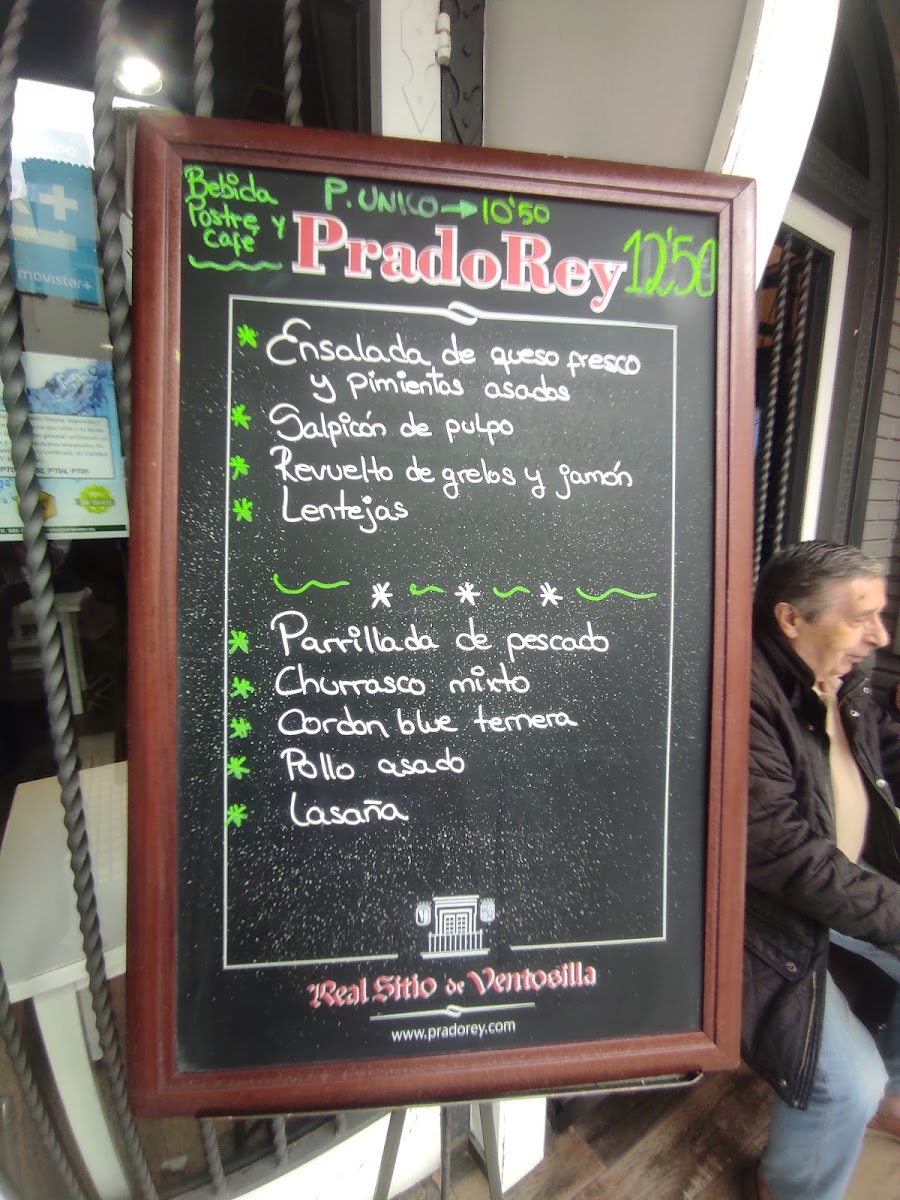 Bebida
Postre y
café
P. UNICO → 10'50
PradoRey
12'50
* Ensalada de queso fresco
y pimientos asados
* Salpicón de pulpo
* Revuelto de grelos y jamón
* Lentejas
* Parrillada de pescado
* Churrasco mixto
* Cordon blue ternera
* Pollo asado
* Lasaña
Real Sitio de Ventosilla
www.pradorey.com
movistar+